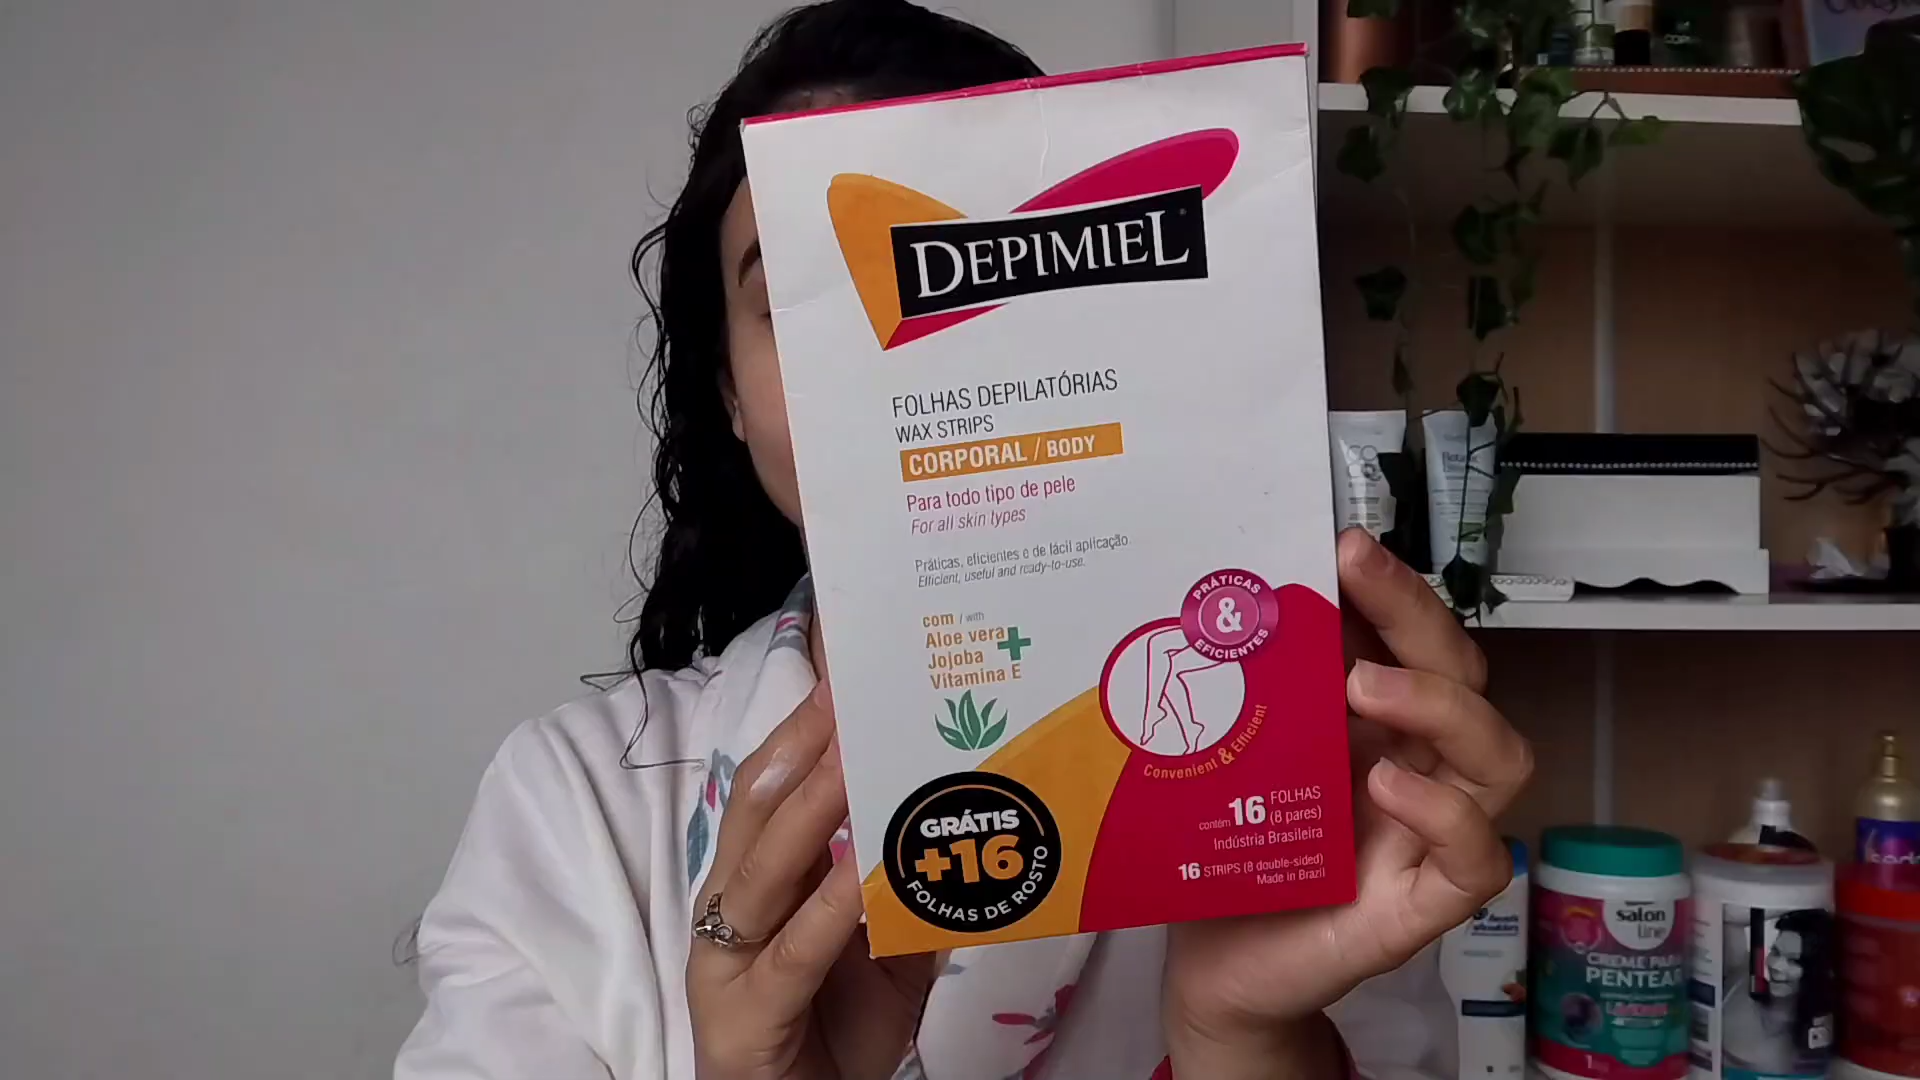 DEPIMIEL
FOLHAS DEPILATÓRIAS
WAX STRIPS
CORPORAL / BODY
Para todo tipo de pele
For all skin types
Práticas, eficientes e de fácil aplicação.
Efficient, useful and ready-to-use.
com / with
Aloe vera
Jojoba
Vitamina E
PRÁTICAS
&
EFICIENTES
Convenient & Efficient
GRÁTIS
+16
FOLHAS DE ROSTO
contém 16 FOLHAS
(8 pares)
Indústria Brasileira
16 STRIPS (8 double-sided)
Made in Brazil
salon
line
CREME PARA
PENTEAR